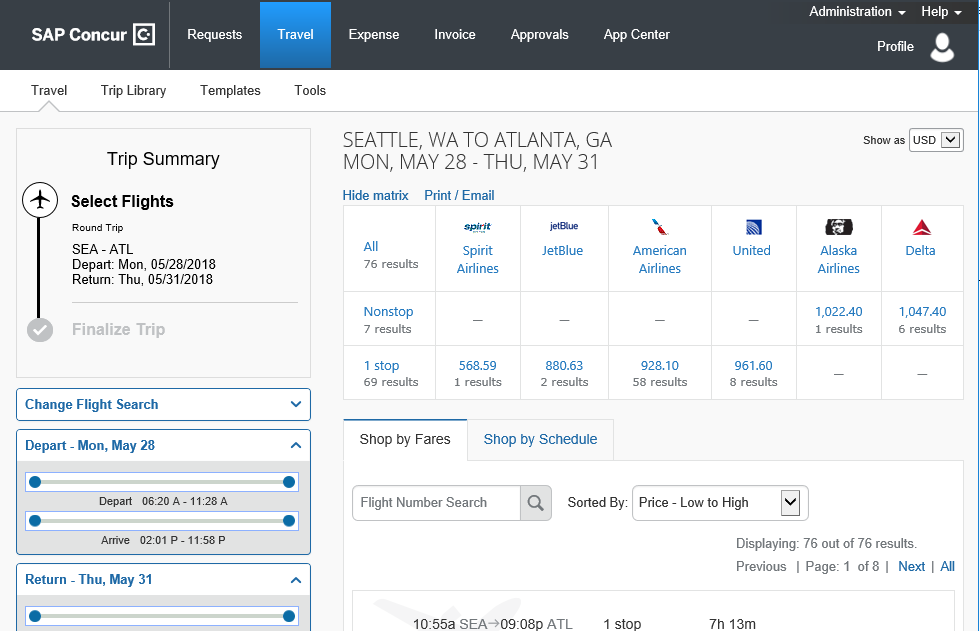 Administration Help
SAP Concur C
Requests Travel Expense Invoice Approvals App Center
Profile
Travel Trip Library Templates Tools
Trip Summary
Select Flights
Round Trip
SEA - ATL
Depart: Mon, 05/28/2018
Return: Thu, 05/31/2018
Finalize Trip
Change Flight Search
Depart - Mon, May 28
Depart 06:20 A - 11:28 A
Arrive 02:01 P - 11:58 P
Return - Thu, May 31
SEATTLE, WA TO ATLANTA, GA
MON, MAY 28 - THU, MAY 31
Show as USD
Hide matrix Print / Email
All
76 results
spirit
Spirit
Airlines
jetBlue
JetBlue
American
Airlines
United
Alaska
Airlines
Delta
Nonstop — — — — 1,022.40 1,047.40
7 results 1 results 6 results
1 stop 568.59 880.63 928.10 961.60 — —
69 results 1 results 2 results 58 results 8 results
Shop by Fares Shop by Schedule
Flight Number Search Sorted By: Price - Low to High
Displaying: 76 out of 76 results.
Previous | Page: 1 of 8 | Next | All
10:55a SEA→09:08p ATL 1 stop 7h 13m